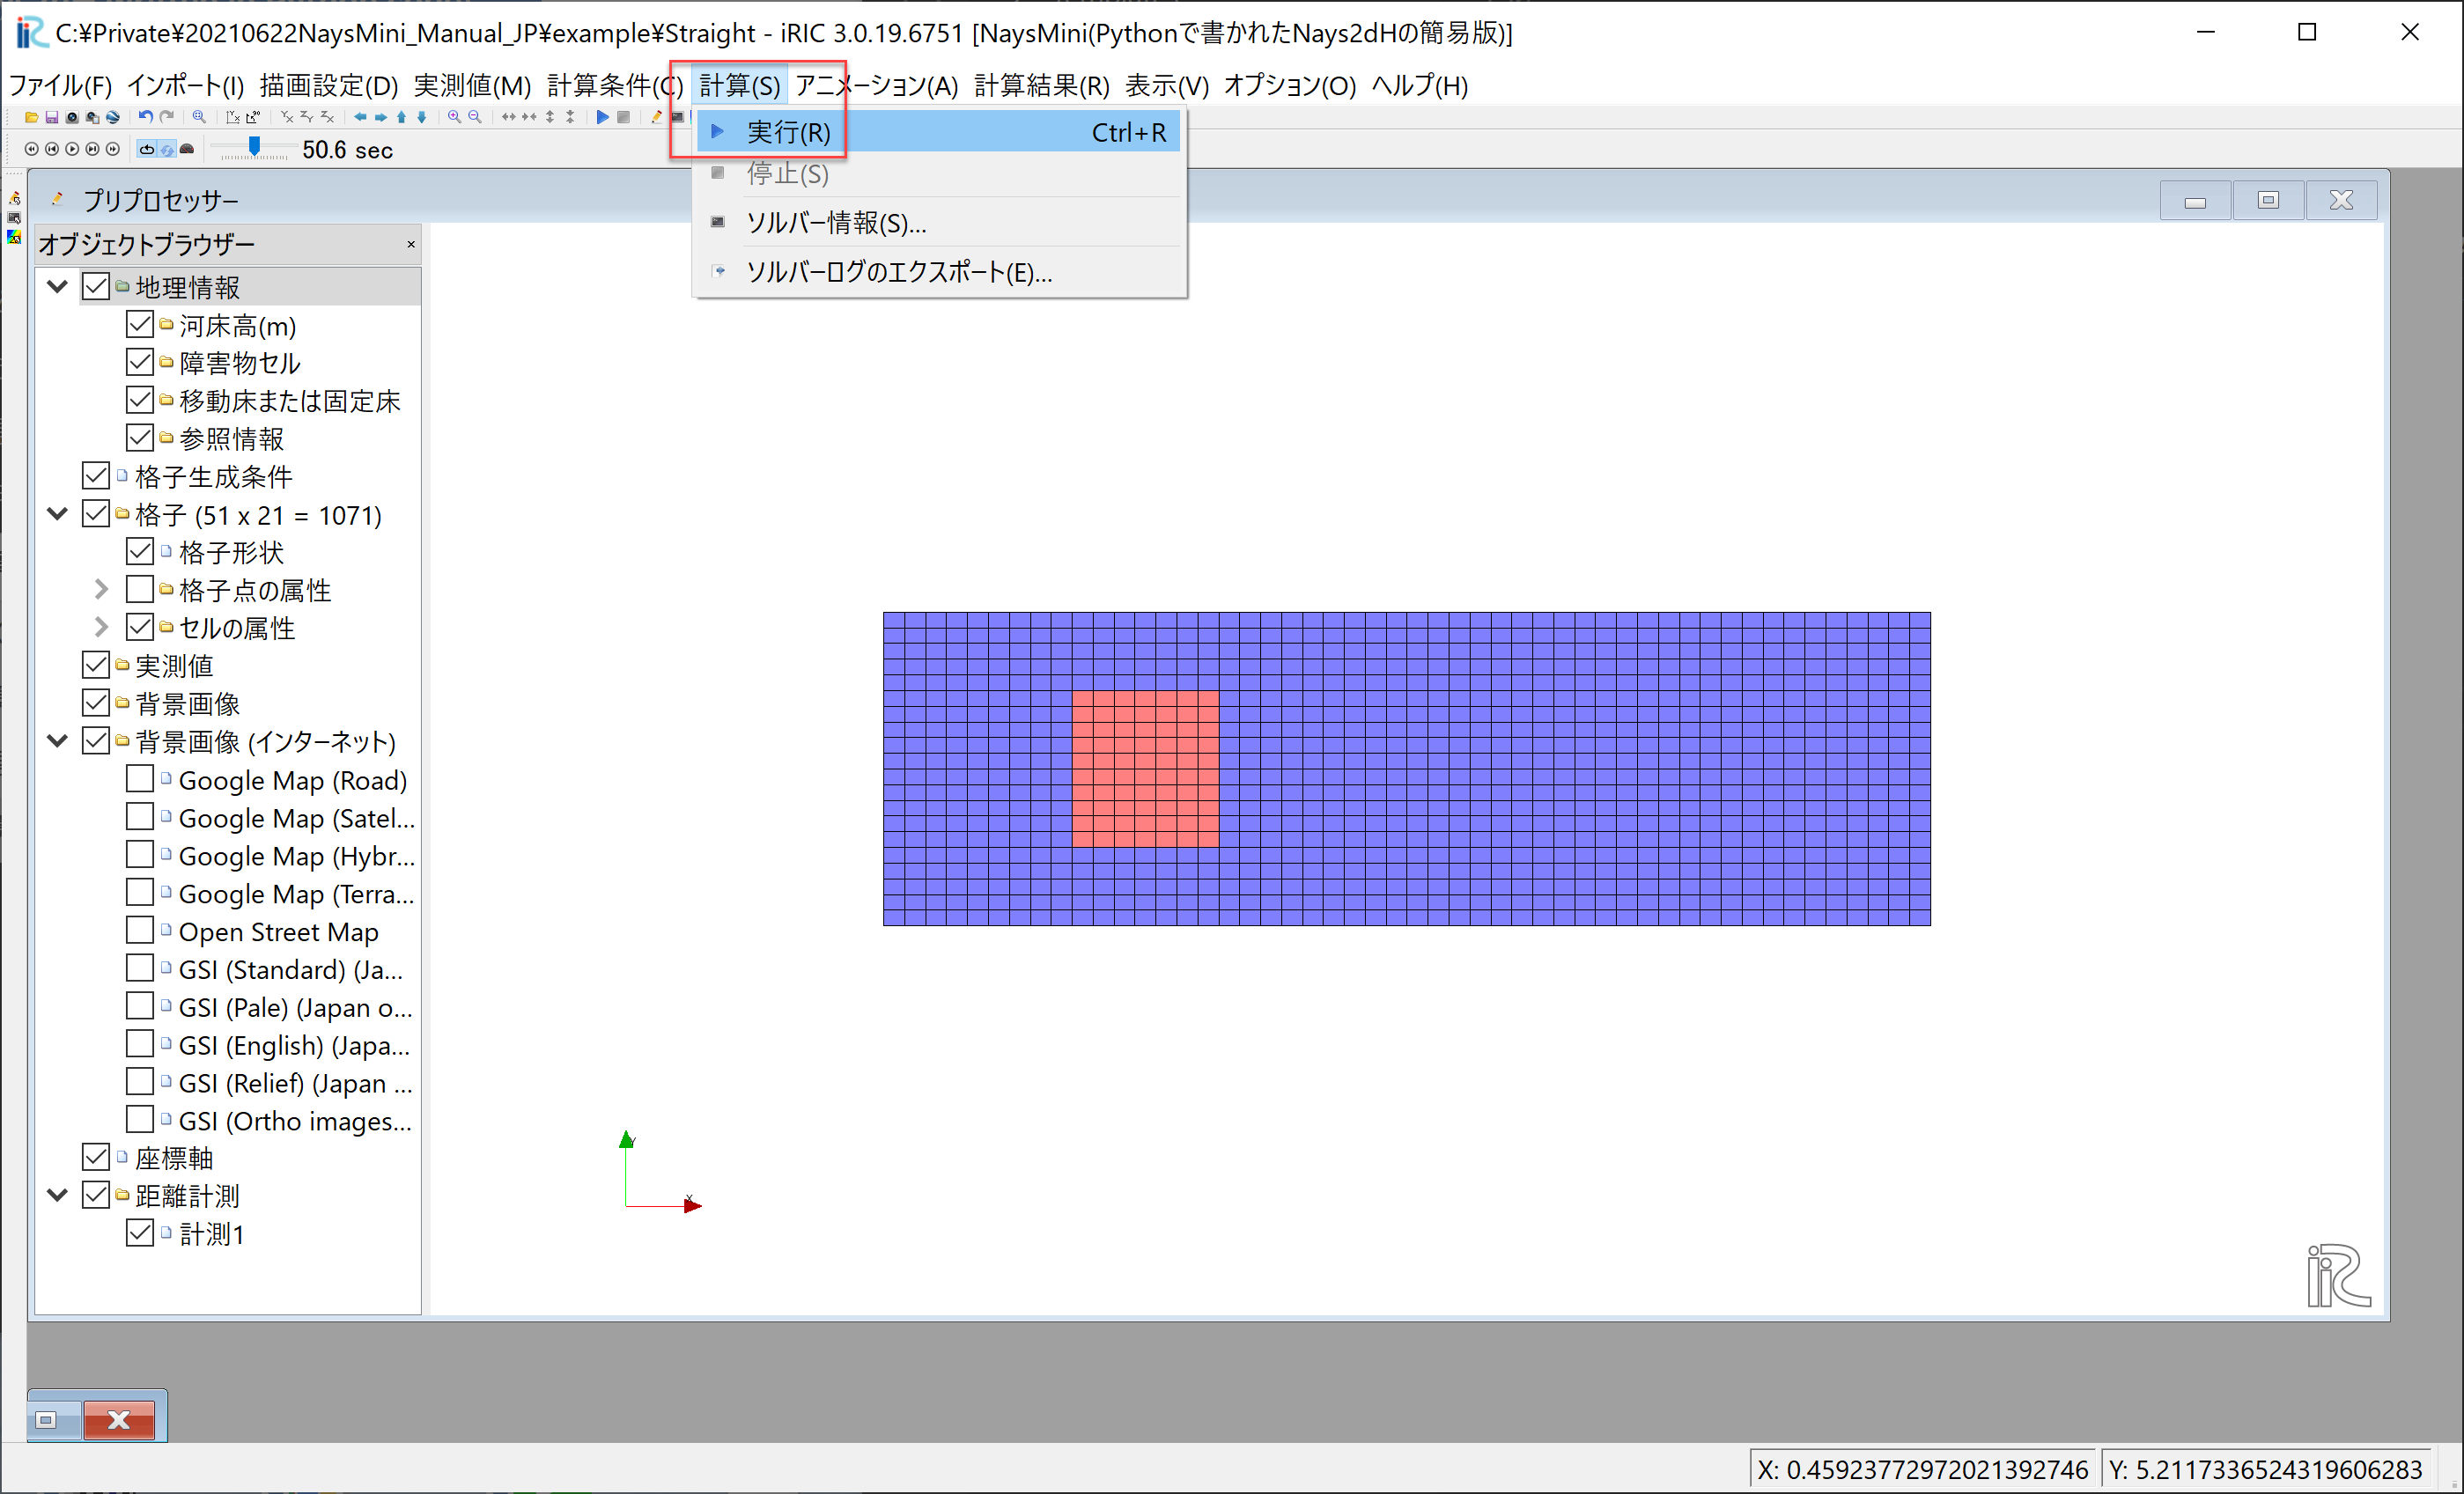 C:¥Private¥20210622NaysMini_Manual_JP¥example¥Straight - iRIC 3.0.19.6751 [NaysMini(Pythonで書かれたNays2dHの簡易版)]
ファイル(F) インポート(I) 描画設定(D) 実測値(M) 計算条件(C) 計算(S) アニメーション(A) 計算結果(R) 表示(V) オプション(O) ヘルプ(H)
実行(R) Ctrl+R
50.6 sec
停止(S)
ソルバー情報(S)...
ソルバーログのエクスポート(E)...
プリプロセッサー
オブジェクトブラウザー
地理情報
河床高(m)
障害物セル
移動床または固定床
参照情報
格子生成条件
格子 (51 x 21 = 1071)
格子形状
格子点の属性
セルの属性
実測値
背景画像
背景画像 (インターネット)
Google Map (Road)
Google Map (Satel...
Google Map (Hybr...
Google Map (Terra...
Open Street Map
GSI (Standard) (Ja...
GSI (Pale) (Japan o...
GSI (English) (Japa...
GSI (Relief) (Japan ...
GSI (Ortho images...
座標軸
距離計測
計測1
Y
X
iRIC
X: 0.45923772972021392746
Y: 5.2117336524319606283